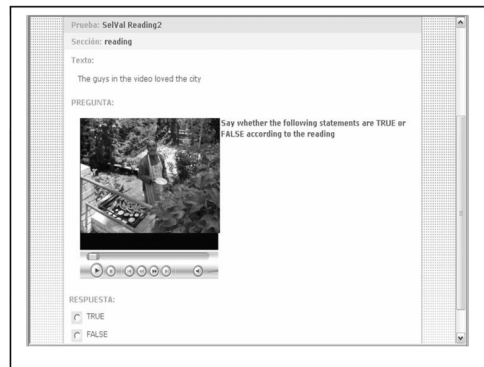 Prueba: SelVal Reading2
Sección: reading
Texto:
The guys in the video loved the city
PREGUNTA:
Say whether the following statements are TRUE or
FALSE according to the reading
RESPUESTA:
TRUE
FALSE